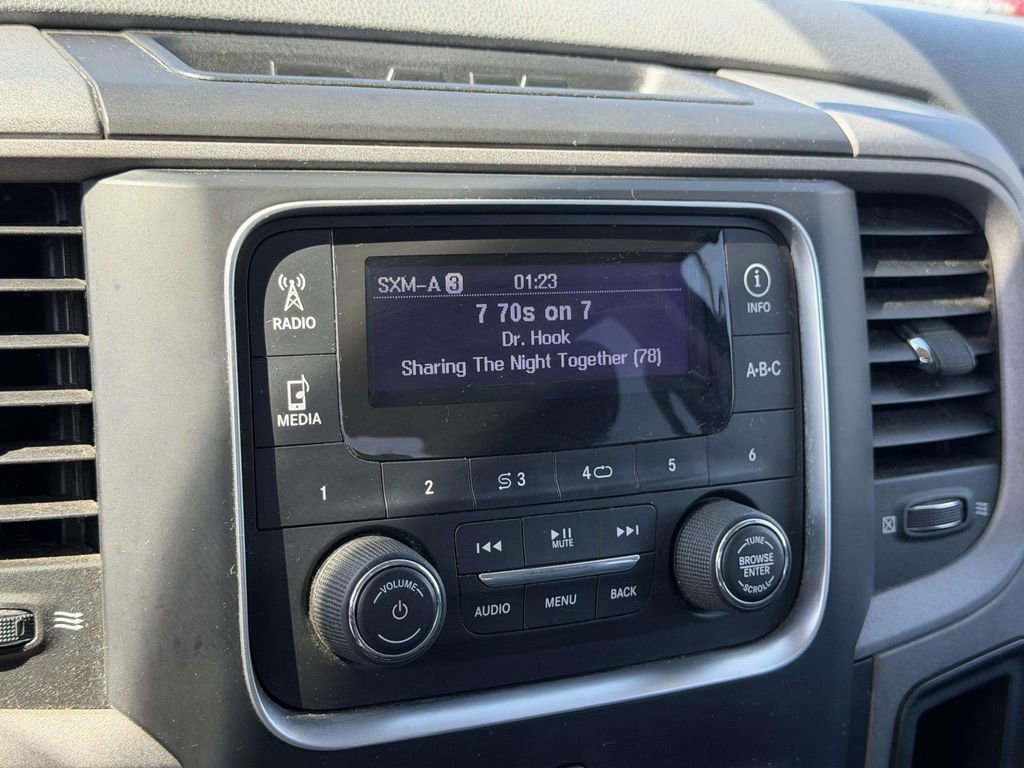 SXM-A 3 01:23
7 70s on 7
Dr. Hook
Sharing The Night Together (78)
RADIO
MEDIA
INFO
A•B•C
1 2 3 4 5 6
MUTE
AUDIO MENU BACK
VOLUME
TUNE
BROWSE
ENTER
SCROLL